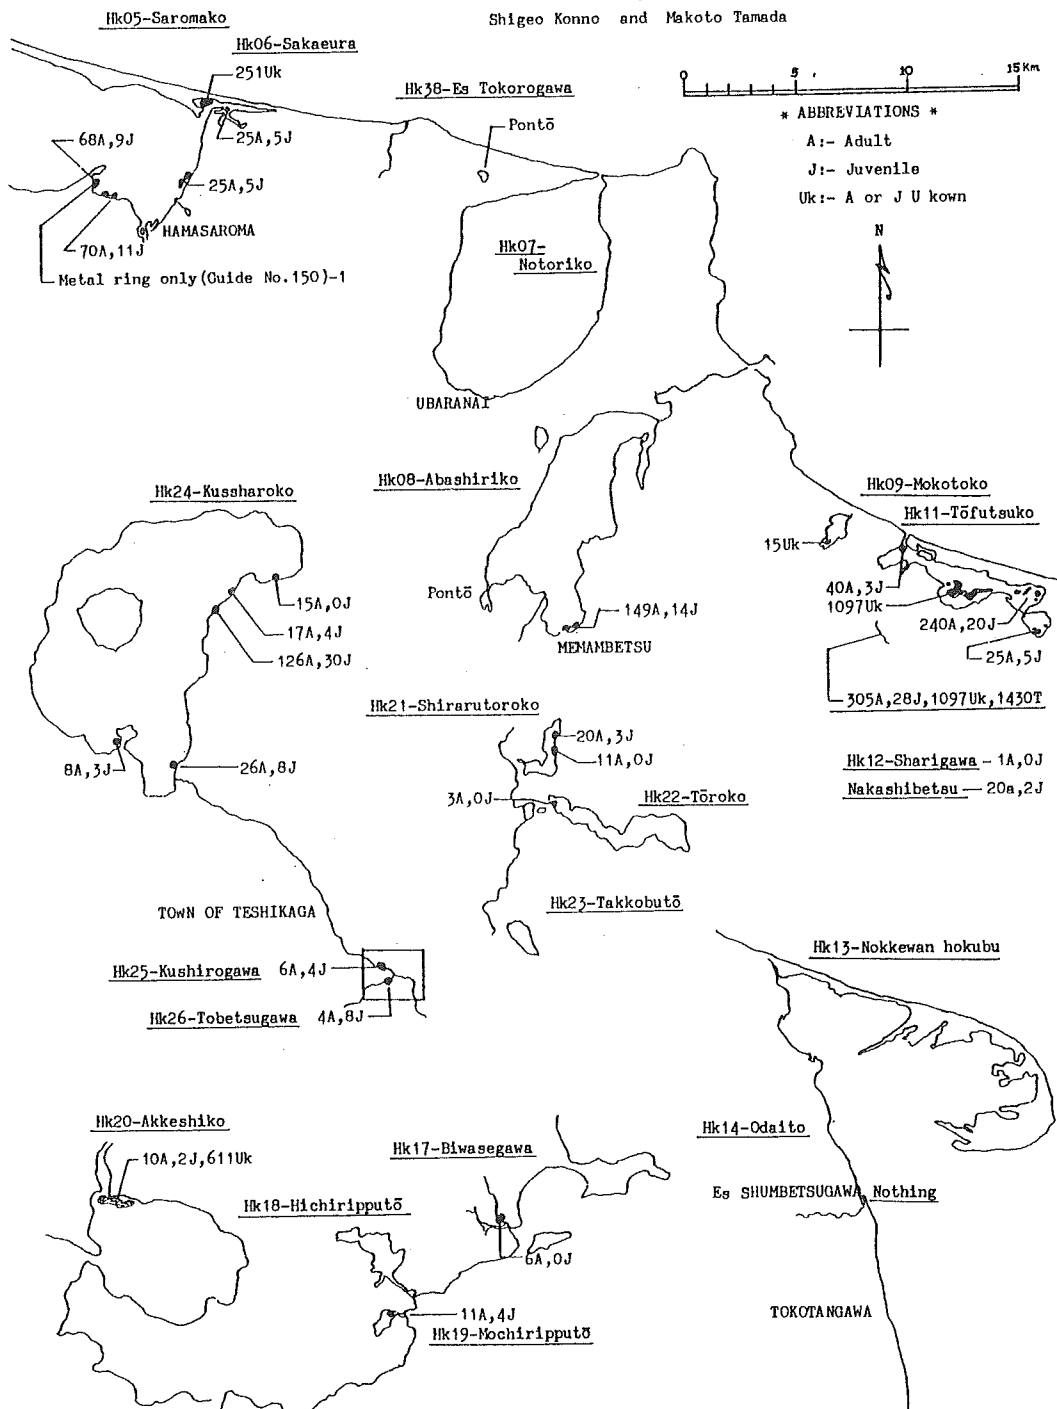 Shigeo Konno and Makoto Tamada
Hk05-Saromako
Hk06-Sakaeura
251Uk
Hk38-Es Tokorogawa
0 5 10 15Km
* ABBREVIATIONS *
A:- Adult
J:- Juvenile
Uk:- A or J U kown
N
Pontō
68A,9J
25A,5J
25A,5J
HAMASAROMA
70A,11J
Metal ring only(Guide No.150)-1
Hk07-
Notoriko
UBARANAI
Hk08-Abashiriko
Hk24-Kussharoko
Hk09-Mokotoko
Hk11-Tōfutsuko
15Uk
40A,3J
1097Uk
240A,20J
25A,5J
305A,28J,1097Uk,1430T
Pontō
149A,14J
MEMAMBETSU
15A,0J
17A,4J
126A,30J
8A,3J
26A,8J
Hk21-Shirarutoroko
20A,3J
11A,0J
3A,0J
Hk22-Tōroko
Hk12-Sharigawa - 1A,0J
Nakashibetsu - 20a,2J
Hk23-Takkobutō
TOWN OF TESHIKAGA
Hk25-Kushirogawa 6A,4J
Hk26-Tobetsugawa 4A,8J
Hk13-Nokkewan hokubu
Hk14-Odaito
Es SHUMBETSUGAWA Nothing
TOKOTANGAWA
Hk20-Akkeshiko
10A,2J,611Uk
Hk17-Biwasegawa
Hk18-Hichiripputō
6A,0J
11A,4J
Hk19-Mochirippu tō